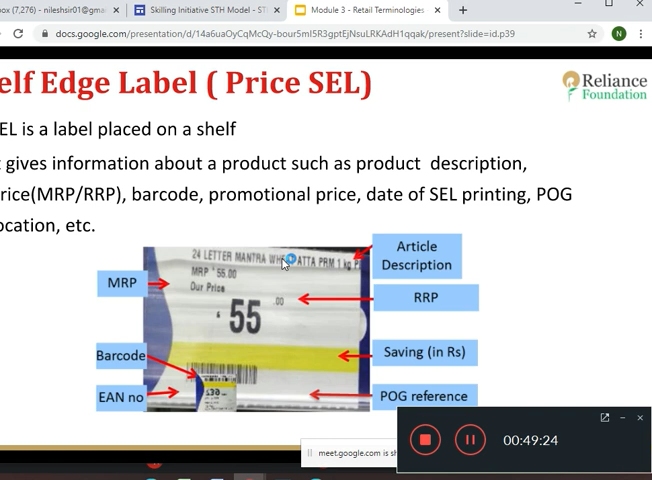 box (7,276) - nileshsir01@gma
Skilling Initiative STH Model - ST
Module 3 - Retail Terminologies
docs.google.com/presentation/d/14a6uaOyCqMcQy-bour5mI5R3gptEjNsuLRKAdH1qqak/present?slide=id.p39
N
elf Edge Label ( Price SEL)
Reliance
Foundation
EL is a label placed on a shelf
t gives information about a product such as product description,
rice(MRP/RRP), barcode, promotional price, date of SEL printing, POG
ocation, etc.
24 LETTER MANTRA ATTA PRM 1 kg
MRP 55.00
Our Price
55 .00
Article
Description
MRP
RRP
Barcode
Saving (in Rs)
EAN no
POG reference
00:49:24
meet.google.com is sh